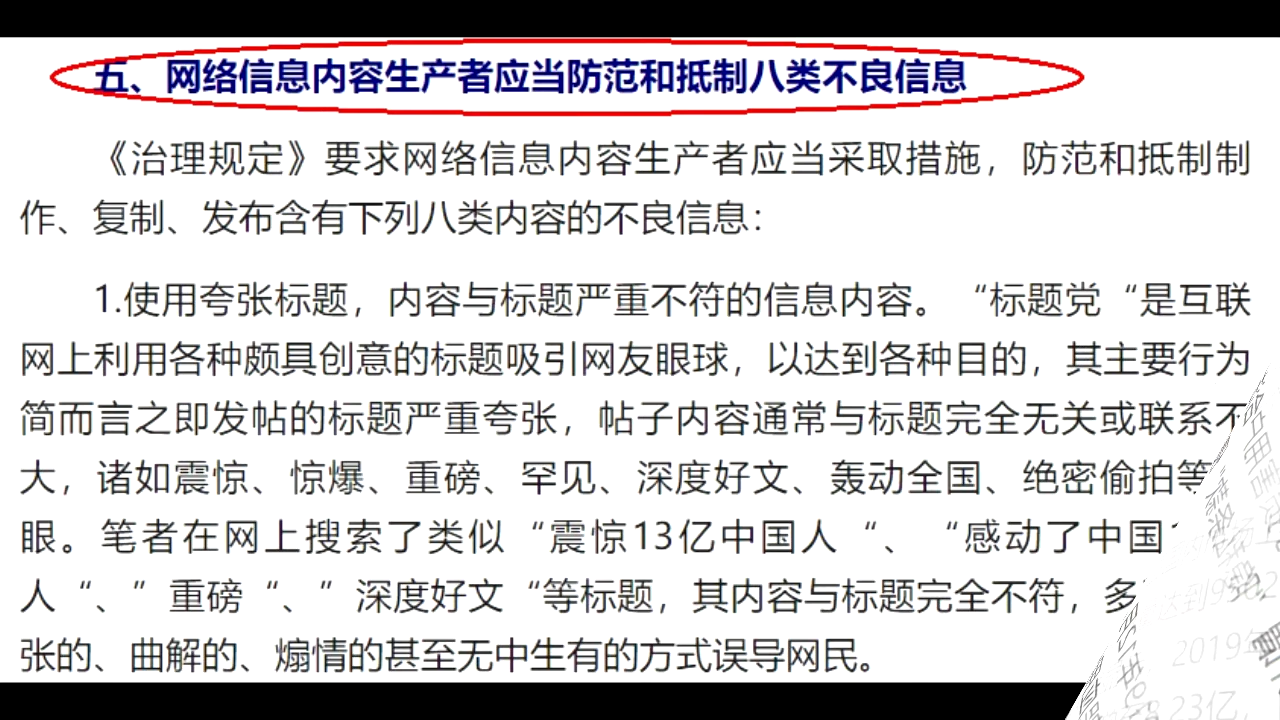 五、网络信息内容生产者应当防范和抵制八类不良信息
《治理规定》要求网络信息内容生产者应当采取措施，防范和抵制制
作、复制、发布含有下列八类内容的不良信息：
1.使用夸张标题，内容与标题严重不符的信息内容。“标题党“是互联
网上利用各种颇具创意的标题吸引网友眼球，以达到各种目的，其主要行为
简而言之即发帖的标题严重夸张，帖子内容通常与标题完全无关或联系不
大，诸如震惊、惊爆、重磅、罕见、深度好文、轰动全国、绝密偷拍等
眼。笔者在网上搜索了类似“震惊13亿中国人“、“感动了中国
人“、”重磅“、”深度好文“等标题，其内容与标题完全不符，多
张的、曲解的、煽情的甚至无中生有的方式误导网民。
2019年
23亿，